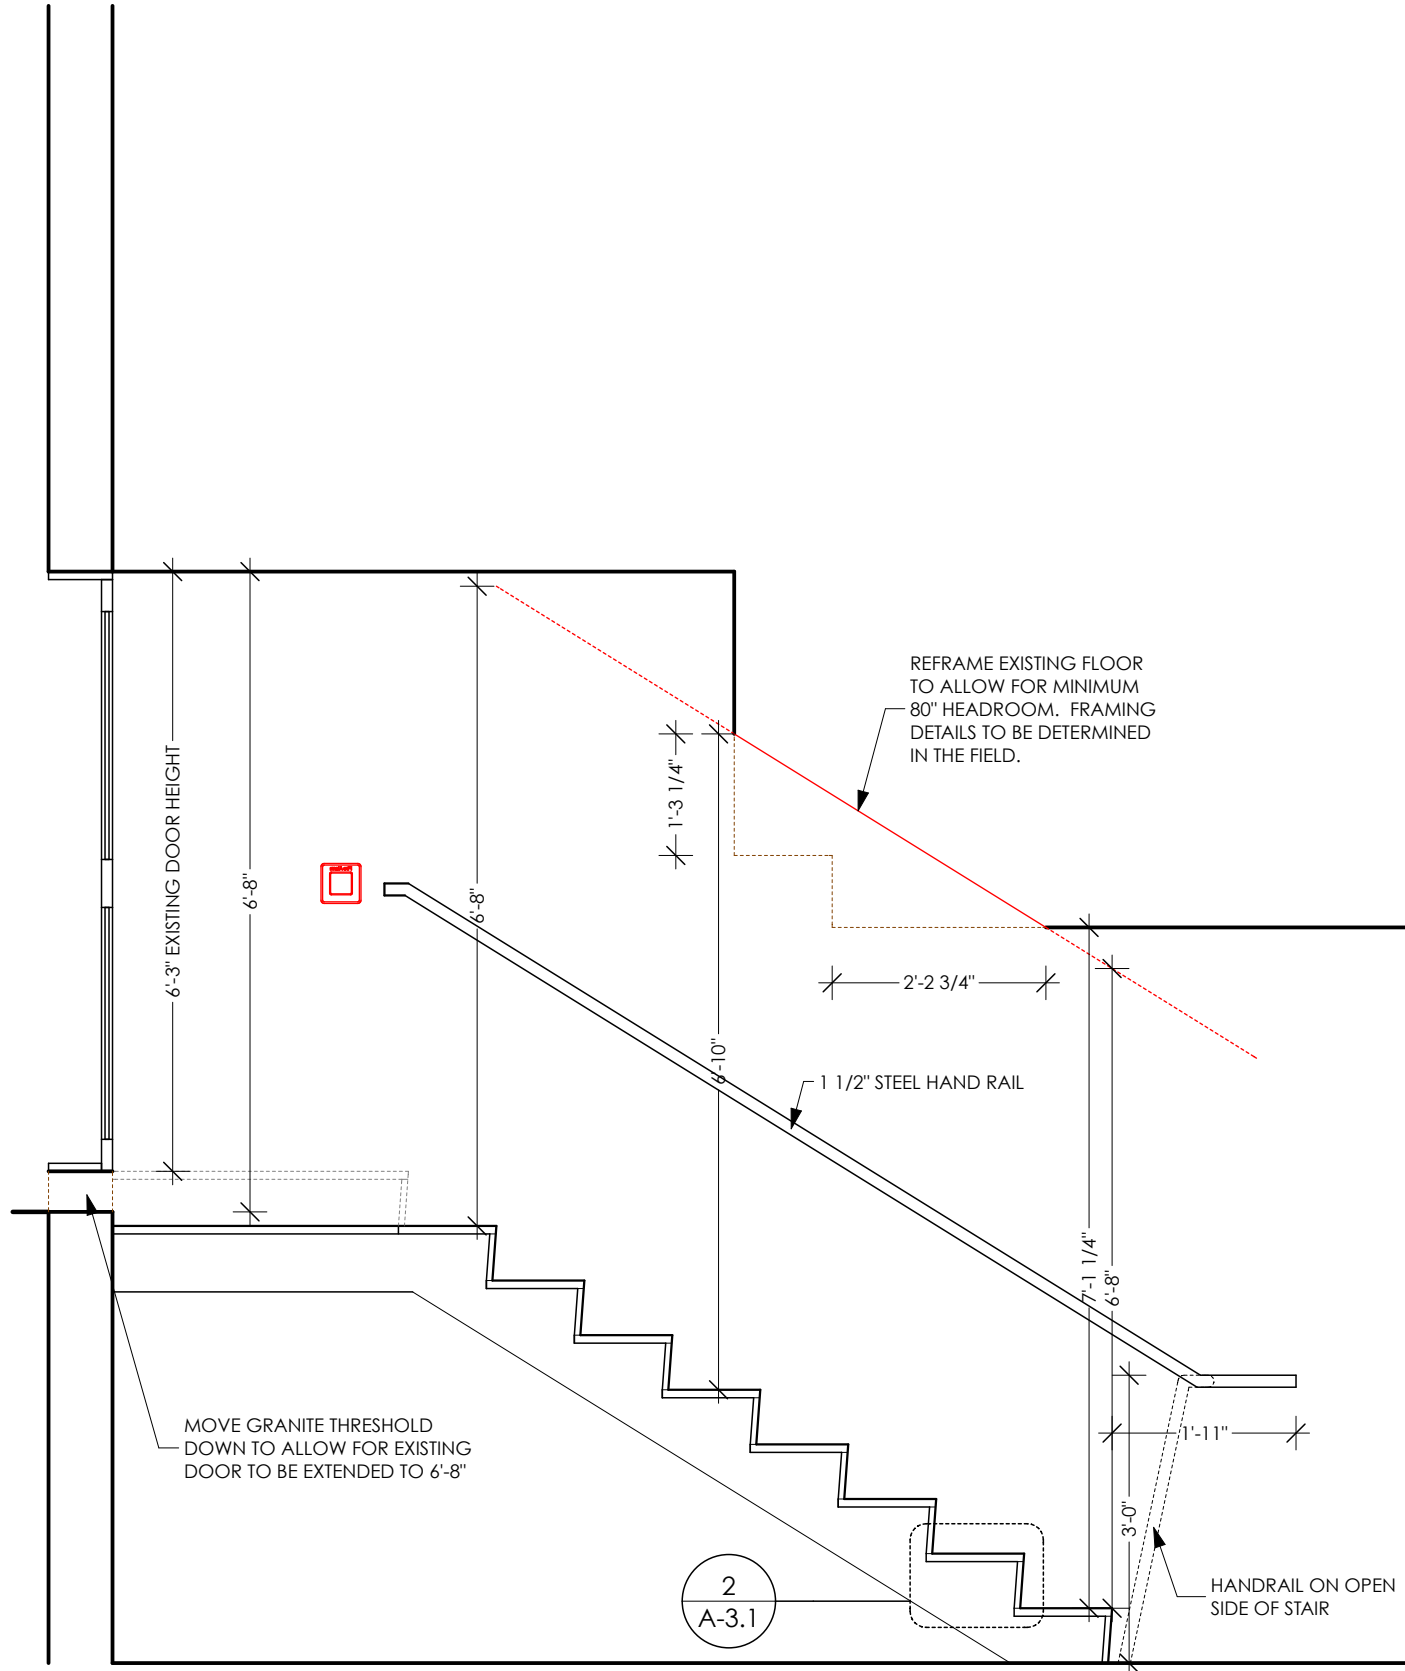 REFRAME EXISTING FLOOR
TO ALLOW FOR MINIMUM
80" HEADROOM.  FRAMING
DETAILS TO BE DETERMINED
IN THE FIELD.
6'-3" EXISTING DOOR HEIGHT
6'-8"
6'-8"
1'-3 1/4"
6'-10"
2'-2 3/4"
1 1/2" STEEL HAND RAIL
7'-1 1/4"
6'-8"
1'-11"
3'-0"
MOVE GRANITE THRESHOLD
DOWN TO ALLOW FOR EXISTING
DOOR TO BE EXTENDED TO 6'-8"
2
A-3.1
HANDRAIL ON OPEN
SIDE OF STAIR